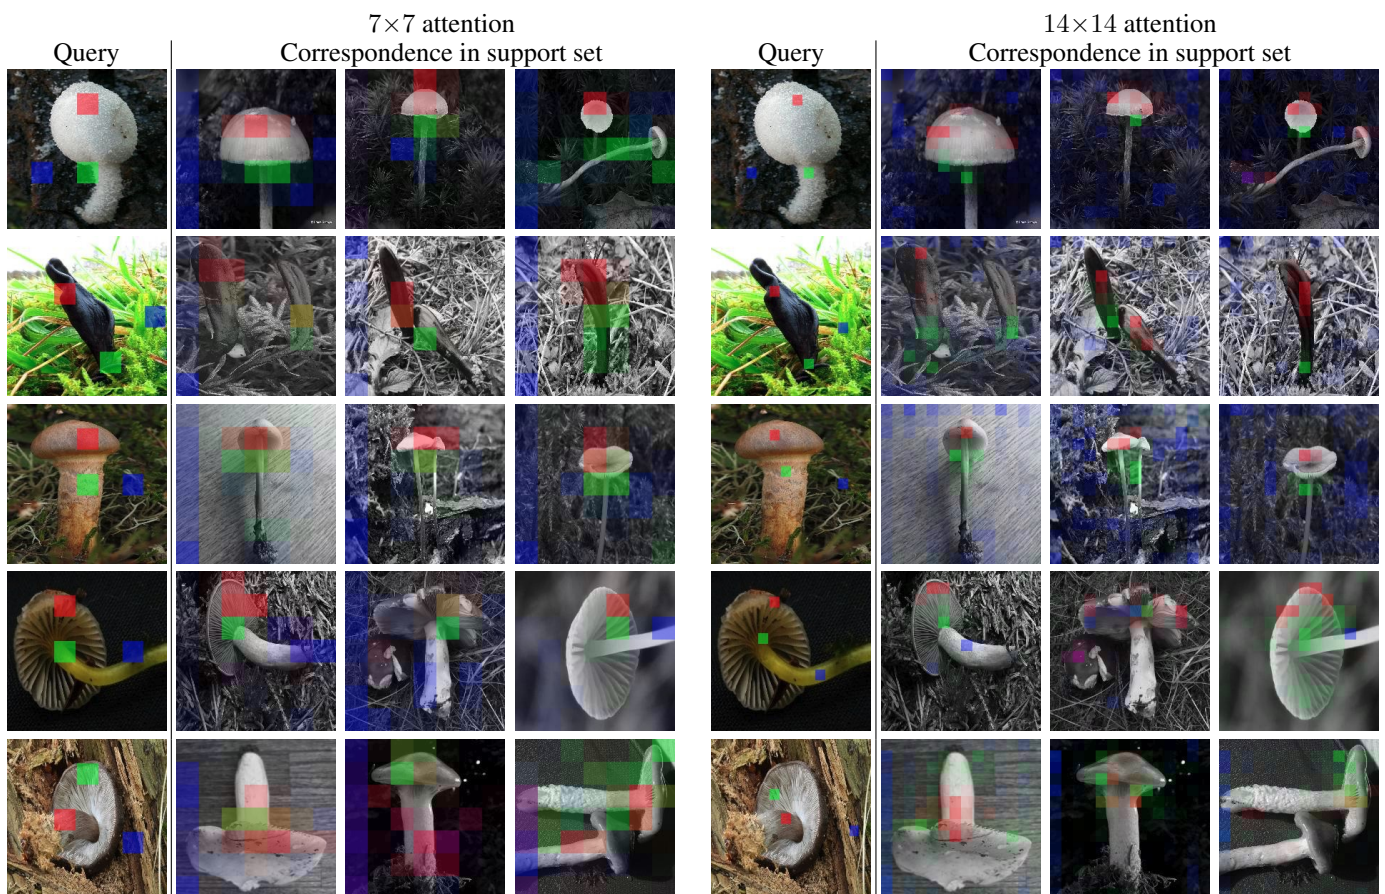 7×7 attention
14×14 attention
Query
Correspondence in support set
Query
Correspondence in support set